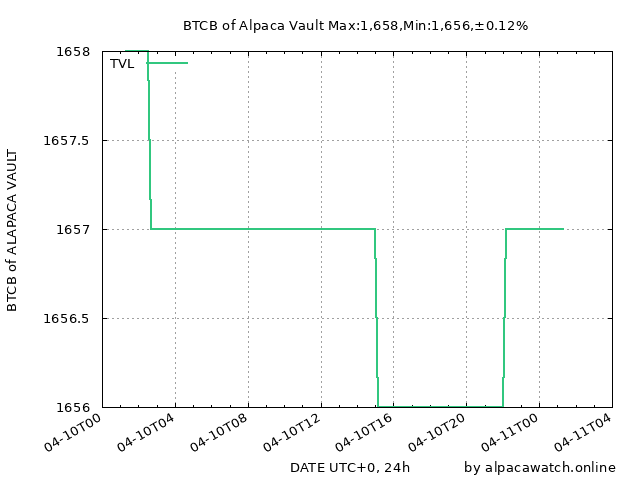 BTCB of Alpaca Vault Max:1,658,Min:1,656,±0.12%
BTCB of ALAPACA VAULT
1658
1657.5
1657
1656.5
1656
TVL
04-10T00
04-10T04
04-10T08
04-10T12
04-10T16
04-10T20
04-11T00
04-11T04
DATE UTC+0, 24h
by alpacawatch.online